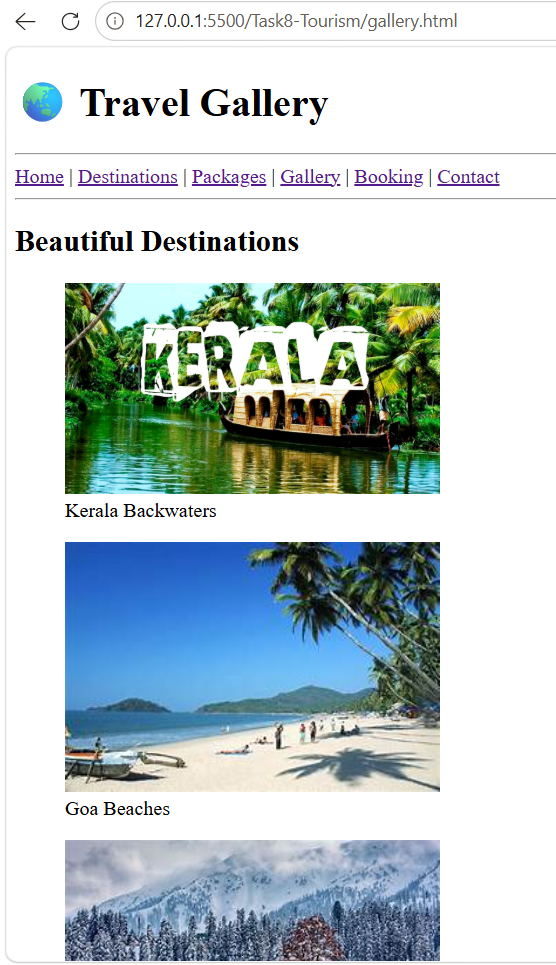 127.0.0.1:5500/Task8-Tourism/gallery.html
Travel Gallery
Home | Destinations | Packages | Gallery | Booking | Contact
Beautiful Destinations
KERALA
Kerala Backwaters
Goa Beaches